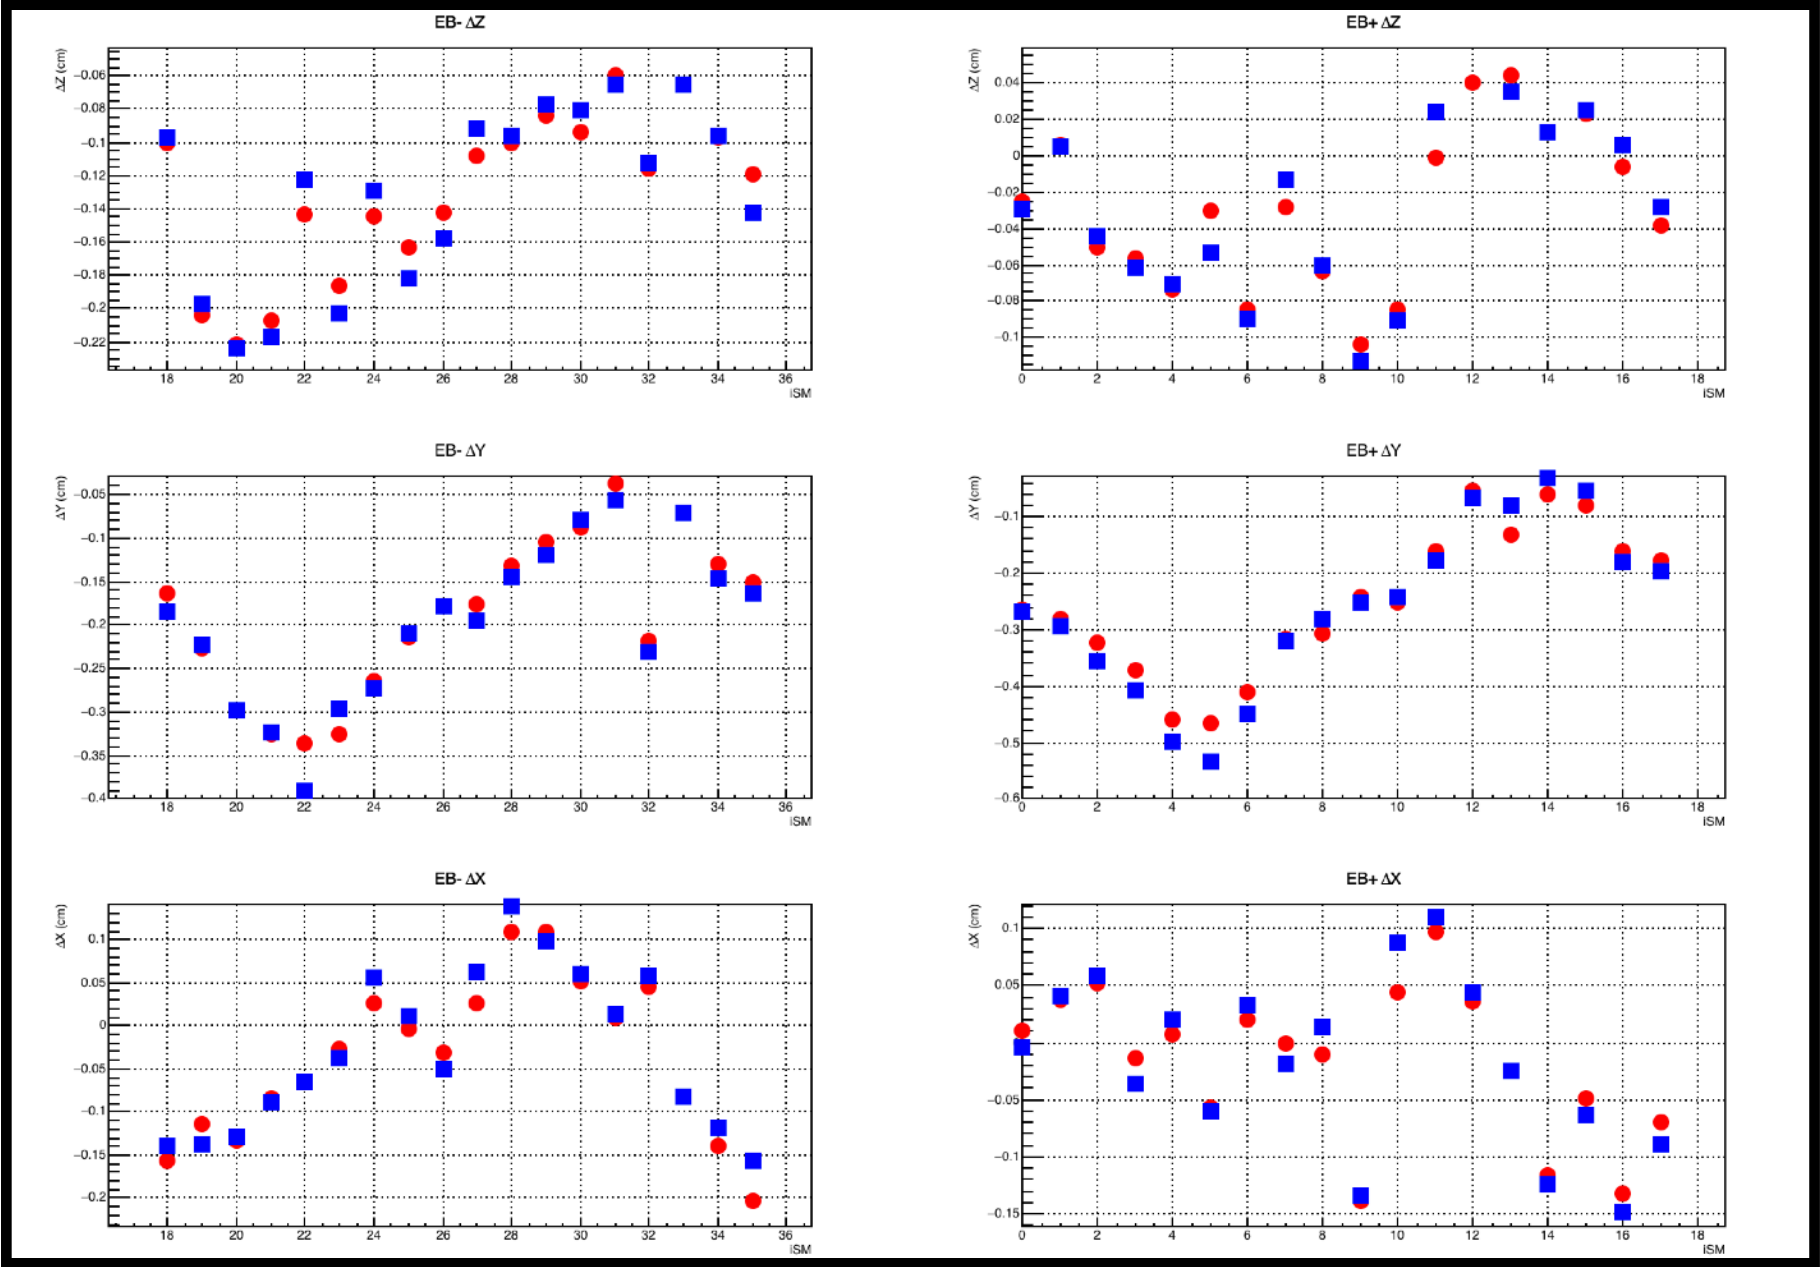 EB- ΔZ
ΔZ (cm)
−0.06
−0.08
−0.1
−0.12
−0.14
−0.16
−0.18
−0.2
−0.22
18 20 22 24 26 28 30 32 34 36
iSM
EB+ ΔZ
ΔZ (cm)
0.04
0.02
0
−0.02
−0.04
−0.06
−0.08
−0.1
0 2 4 6 8 10 12 14 16 18
iSM
EB- ΔY
ΔY (cm)
−0.05
−0.1
−0.15
−0.2
−0.25
−0.3
−0.35
−0.4
18 20 22 24 26 28 30 32 34 36
iSM
EB+ ΔY
ΔY (cm)
−0.1
−0.2
−0.3
−0.4
−0.5
−0.6
0 2 4 6 8 10 12 14 16 18
iSM
EB- ΔX
ΔX (cm)
0.1
0.05
0
−0.05
−0.1
−0.15
−0.2
18 20 22 24 26 28 30 32 34 36
iSM
EB+ ΔX
ΔX (cm)
0.1
0.05
−0.05
−0.1
−0.15
0 2 4 6 8 10 12 14 16 18
iSM